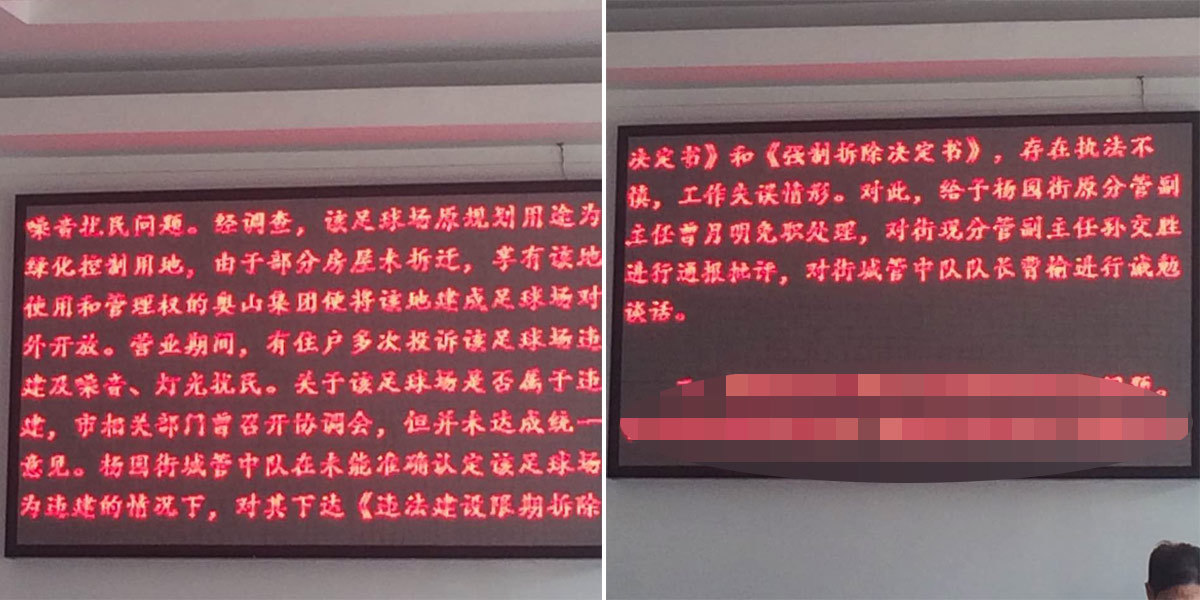 噪音扰民问题。经调查，该足球场原规划用途为
绿化控制用地，由于部分房屋未拆迁，享有该地
使用和管理权的奥山集团便将该地建成足球场对
外开放。营业期间，有住户多次投诉该足球场违
建及噪音、灯光扰民。关于该足球场是否属于违
建，市相关部门曾召开协调会，但并未达成统一
意见。杨园街城管中队在未能准确认定该足球场
为违建的情况下，对其下达《违法建设限期拆除
决定书》和《强制拆除决定书》，存在执法不
慎，工作失误情形。对此，给予杨园街原分管副
主任曾月明免职处理，对街现分管副主任孙交胜
进行通报批评，对街城管中队队长曹榆进行诫勉
谈话。